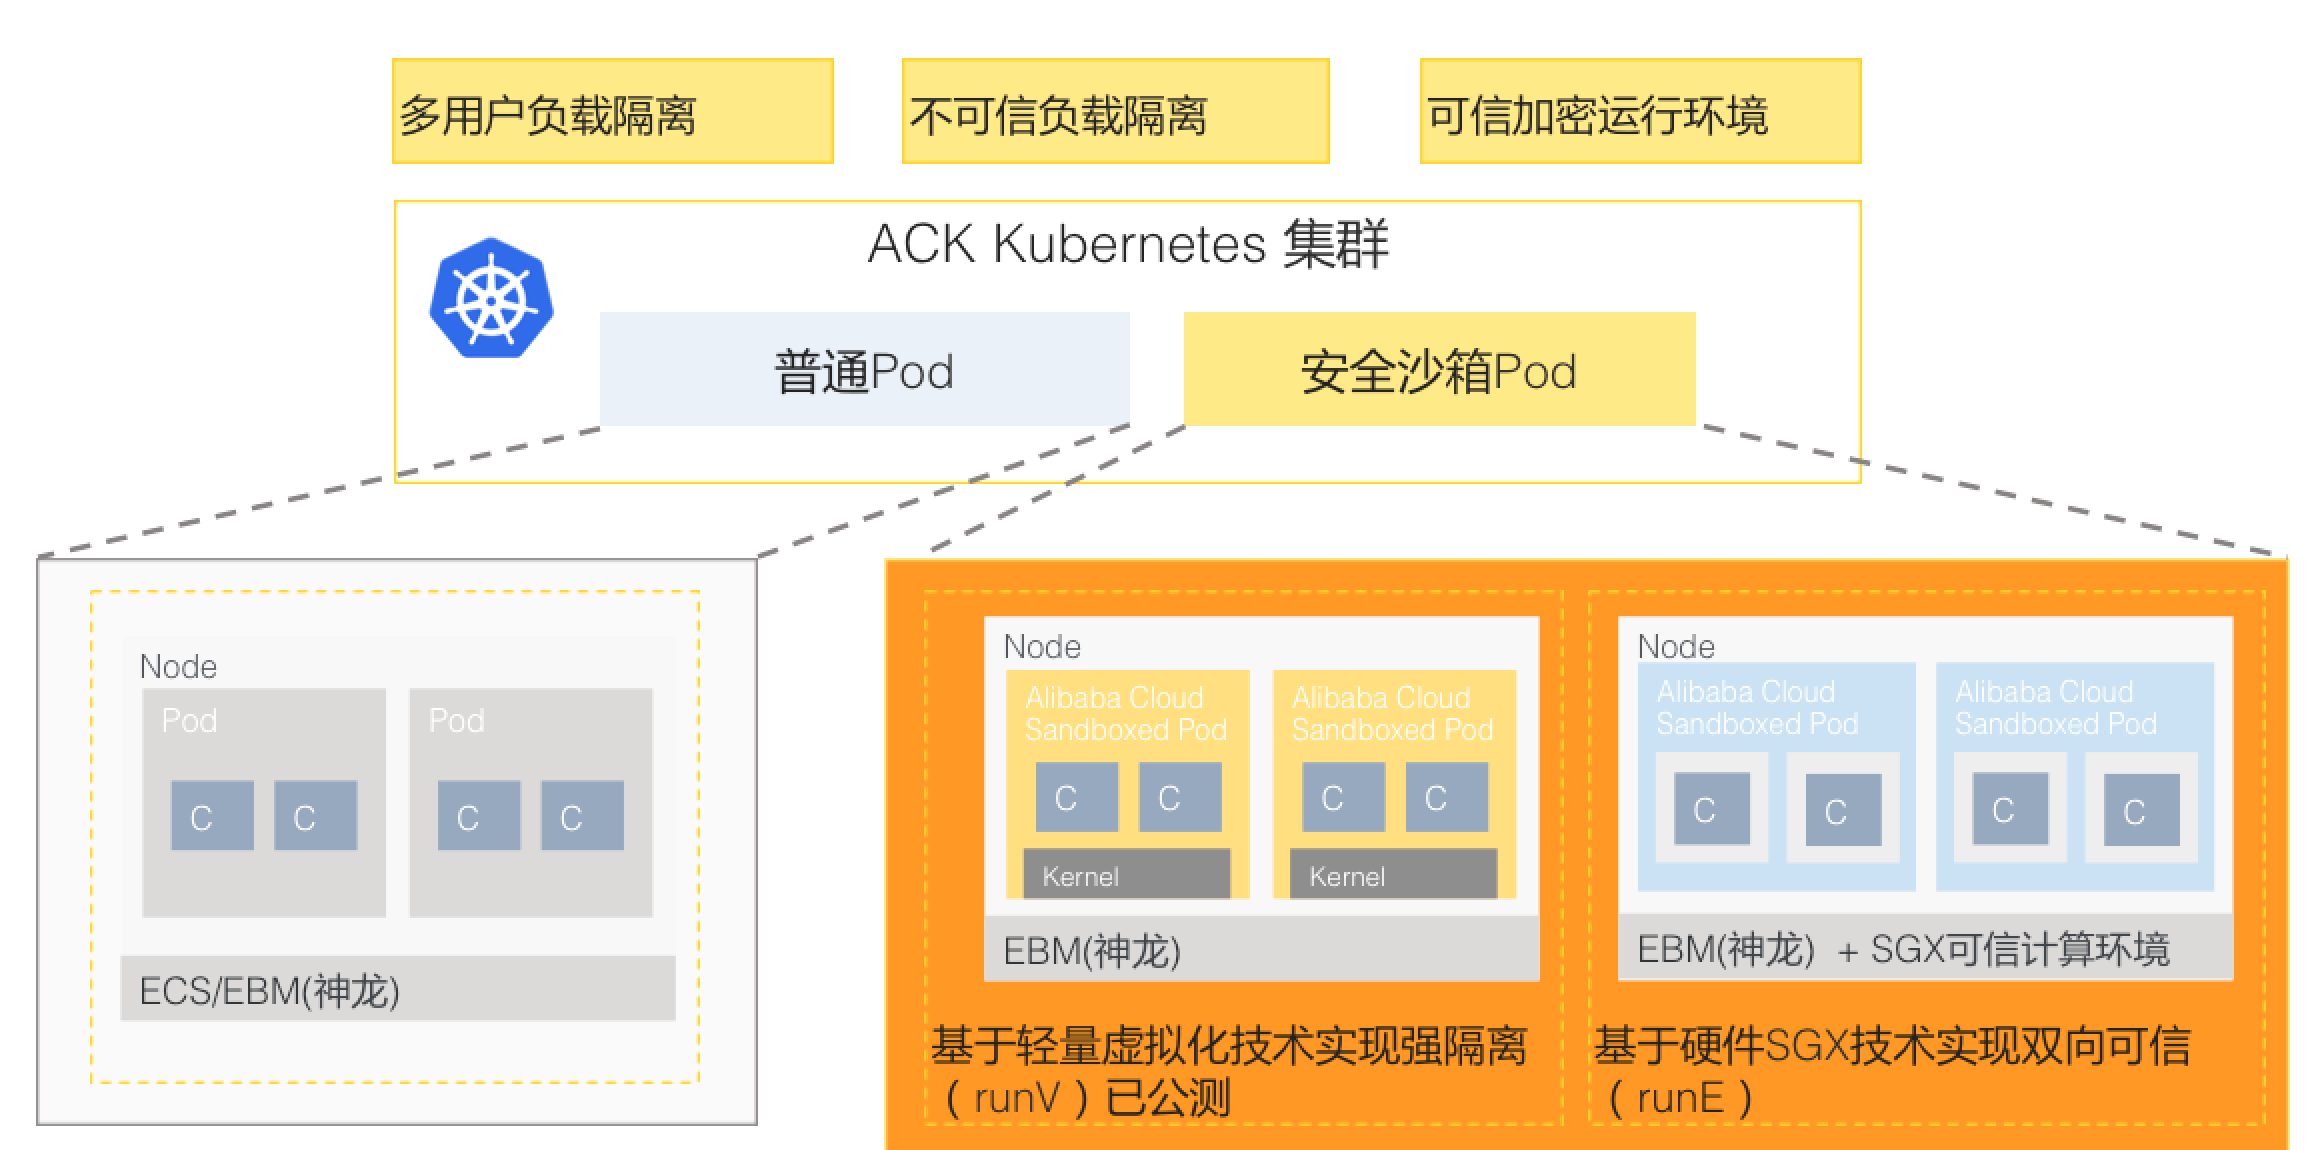 多用户负载隔离
不可信负载隔离
可信加密运行环境
ACK Kubernetes 集群
普通Pod
安全沙箱Pod
Node
Pod
Pod
C
C
C
C
ECS/EBM(神龙)
Node
Alibaba Cloud
Sandboxed Pod
Alibaba Cloud
Sandboxed Pod
C
C
C
C
Kernel
Kernel
EBM(神龙)
基于轻量虚拟化技术实现强隔离
（runV）已公测
Node
Alibaba Cloud
Sandboxed Pod
Alibaba Cloud
Sandboxed Pod
C
C
C
C
EBM(神龙) + SGX可信计算环境
基于硬件SGX技术实现双向可信
（runE）